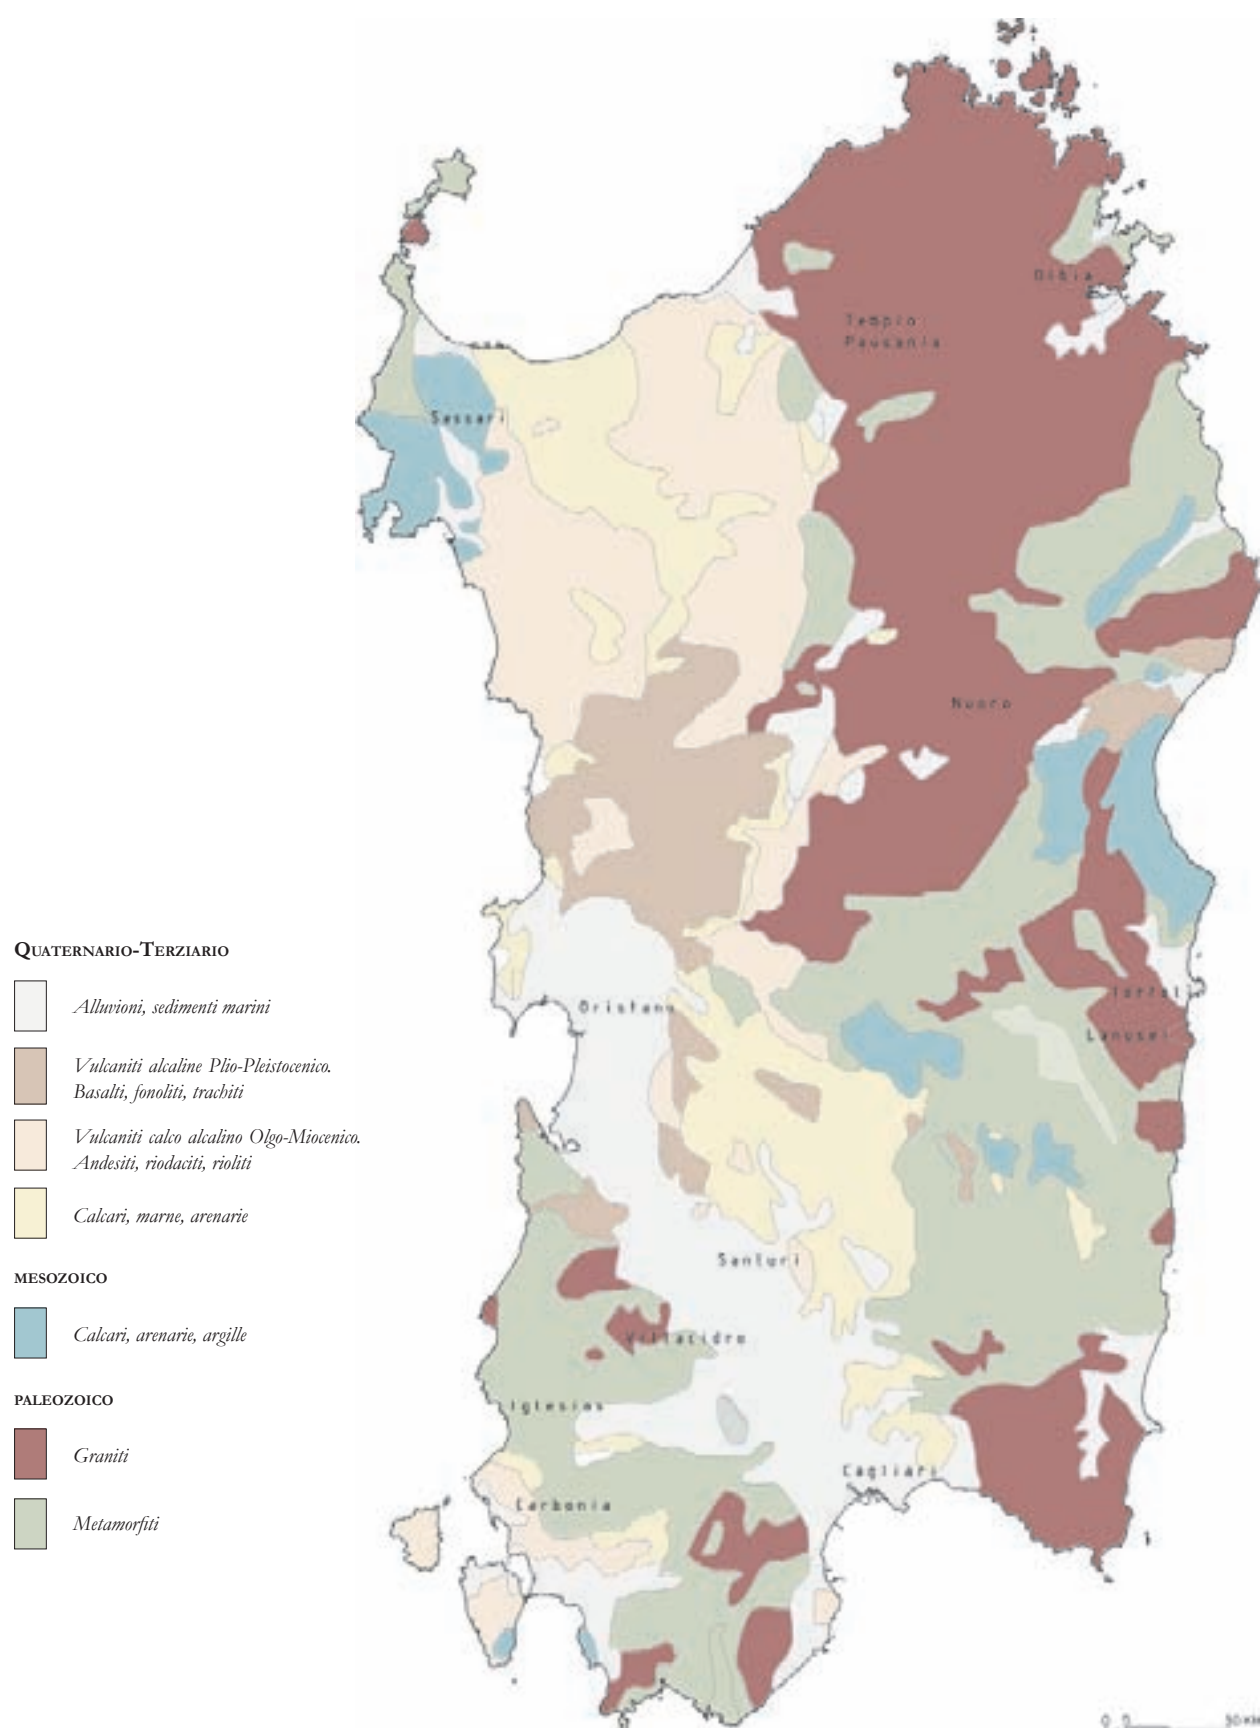 Olbia
Tempio
Pausania
Sassari
Nuoro
QUATERNARIO-TERZIARIO
Alluvioni, sedimenti marini
Oristano
Tortoli
Lanusei
Vulcaniti alcaline Plio-Pleistocenico.
Basalti, fonoliti, trachiti
Vulcaniti calco alcalino Olgo-Miocenico.
Andesiti, riodaciti, rioliti
Calcari, marne, arenarie
Sanluri
MESOZOICO
Calcari, arenarie, argille
Villacidro
PALEOZOICO
Iglesias
Graniti
Cagliari
Carbonia
Metamorfiti